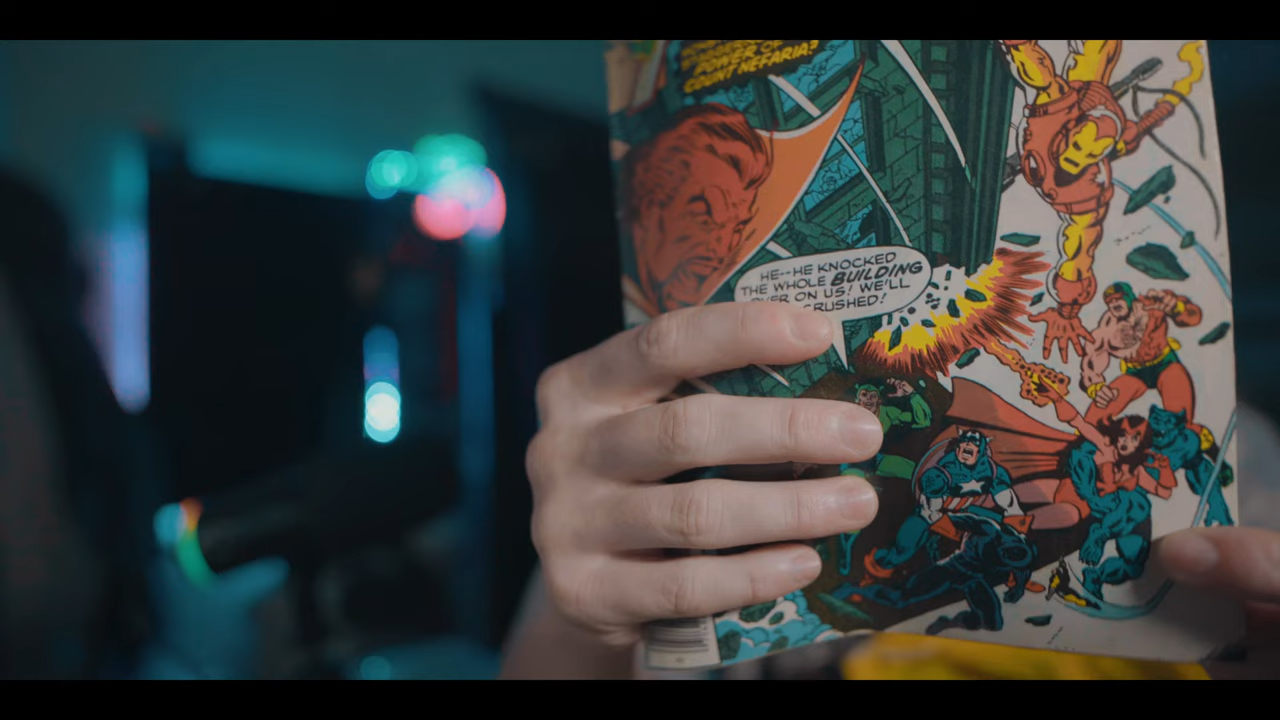 POWER OF
COUNT NEFARIA?
HE--HE KNOCKED
THE WHOLE BUILDING
OVER ON US! WE'LL
CRUSHED!